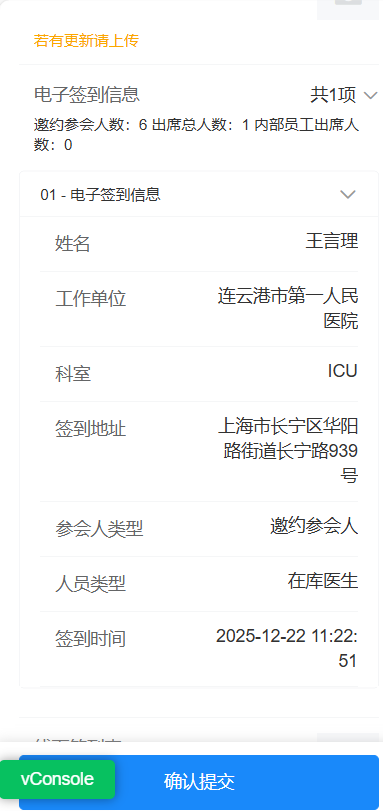 若有更新请上传
电子签到信息
共1项
邀约参会人数：6 出席总人数：1 内部员工出席人
数：0
01 - 电子签到信息
姓名
王言理
工作单位
连云港市第一人民
医院
科室
ICU
签到地址
上海市长宁区华阳
路街道长宁路939
号
参会人类型
邀约参会人
人员类型
在库医生
签到时间
2025-12-22 11:22:
51
vConsole
确认提交